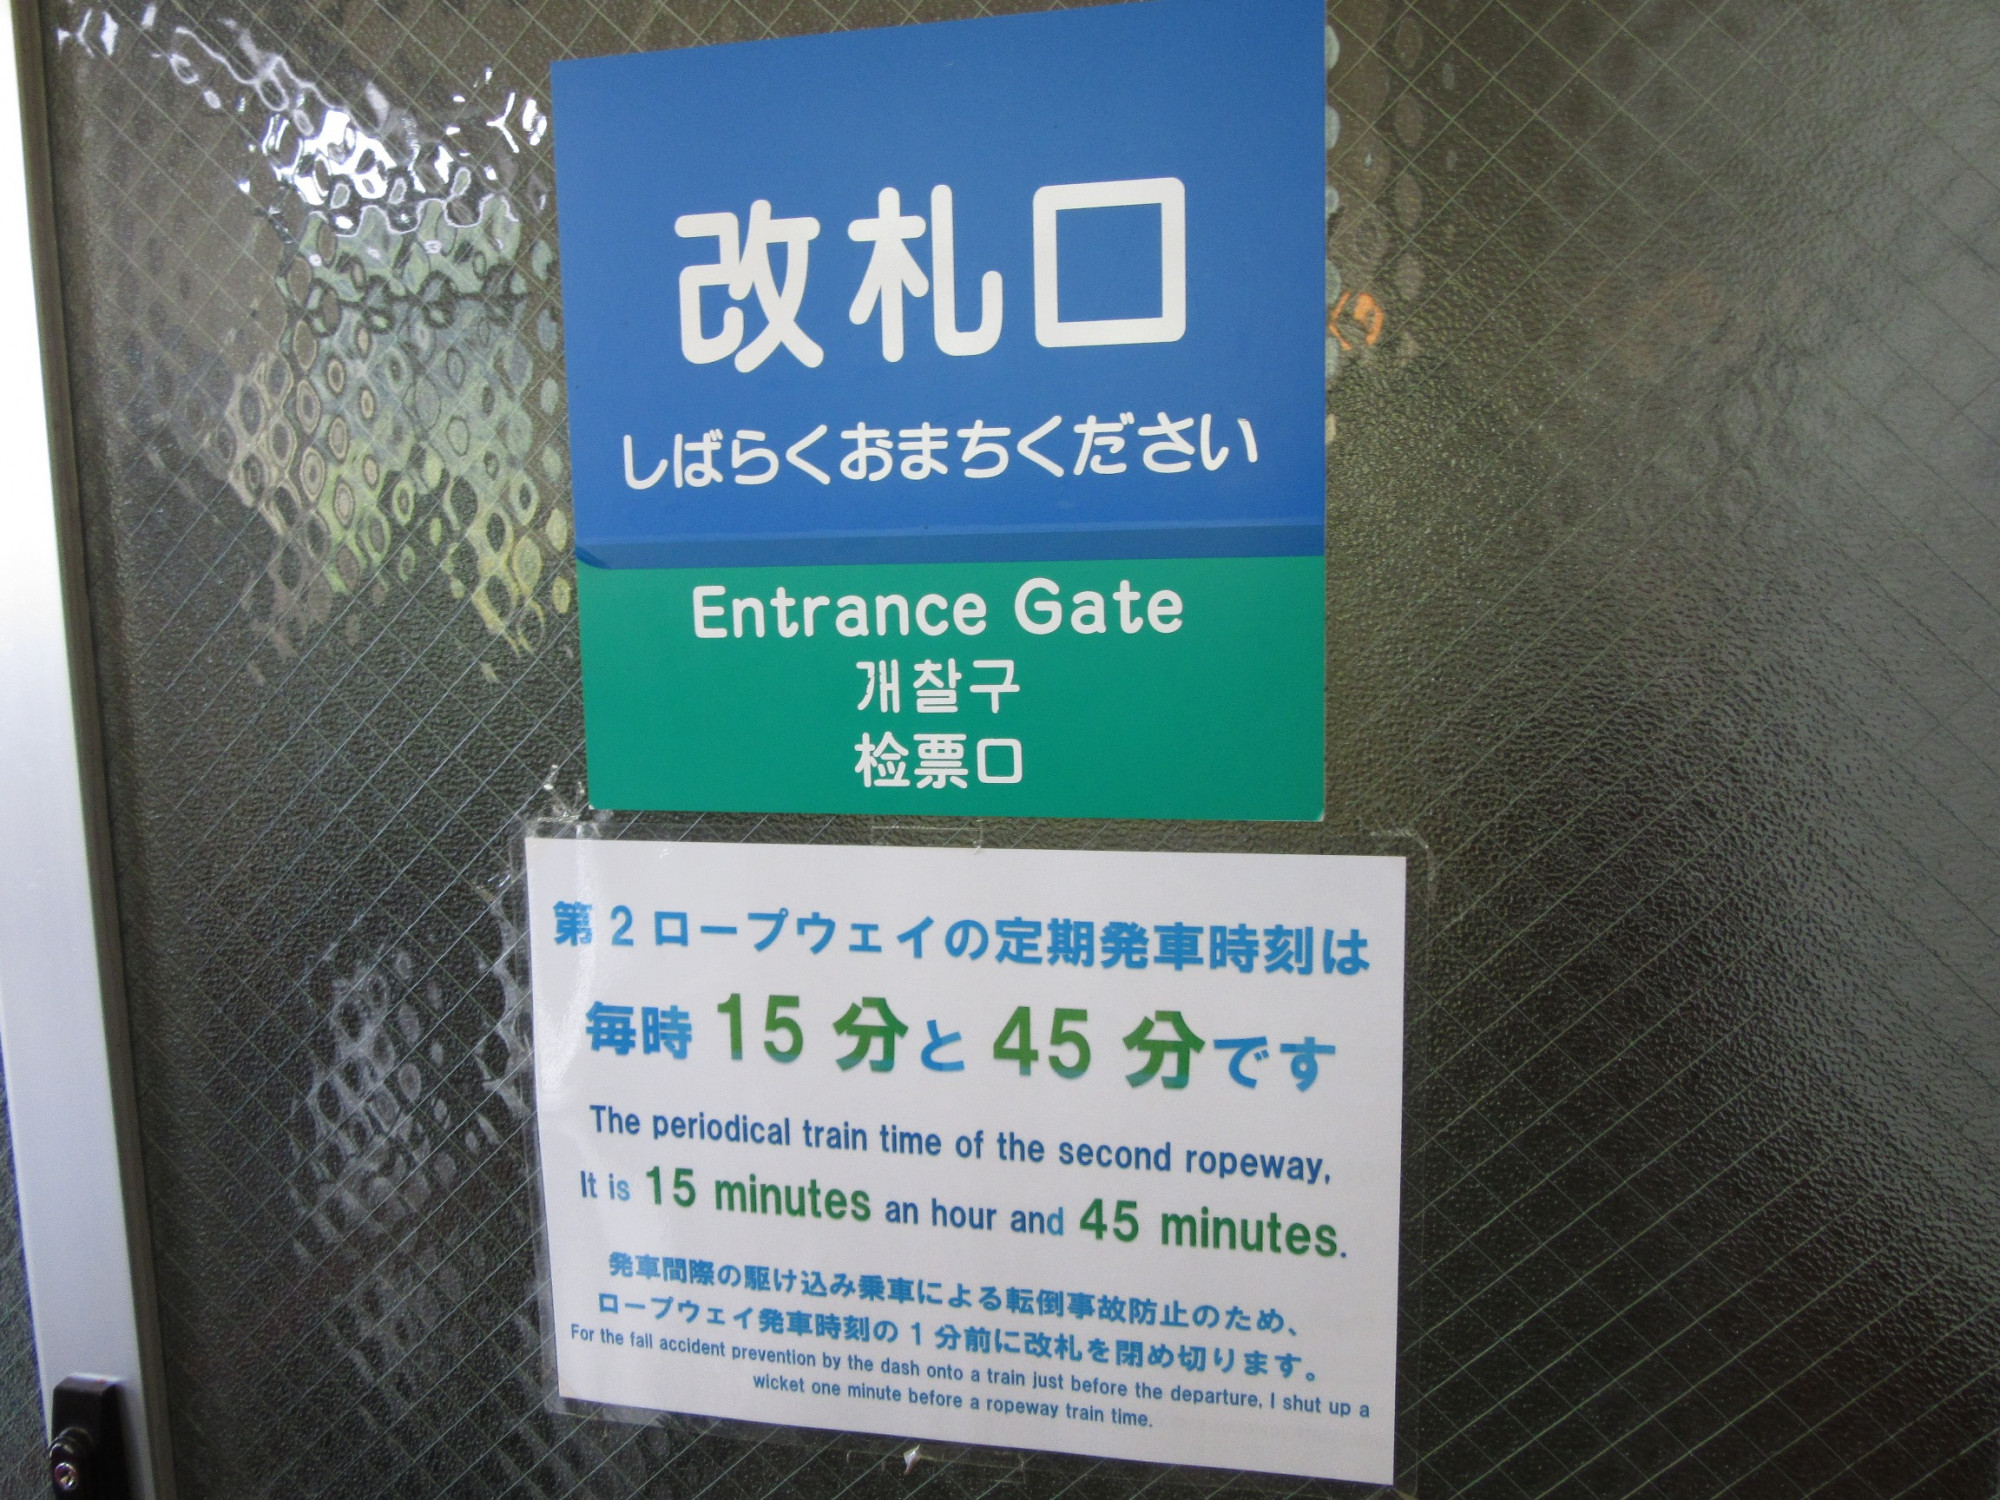 改札口
しばらくおまちください
Entrance Gate
개찰구
检票口
第2ロープウェイの定期発車時刻は
毎時 15 分と 45 分です
The periodical train time of the second ropeway,
It is 15 minutes an hour and 45 minutes.
発車間際の駆け込み乗車による転倒事故防止のため、
ロープウェイ発車時刻の1分前に改札を閉め切ります。
For the fall accident prevention by the dash onto a train just before the departure, I shut up a
wicket one minute before a ropeway train time.